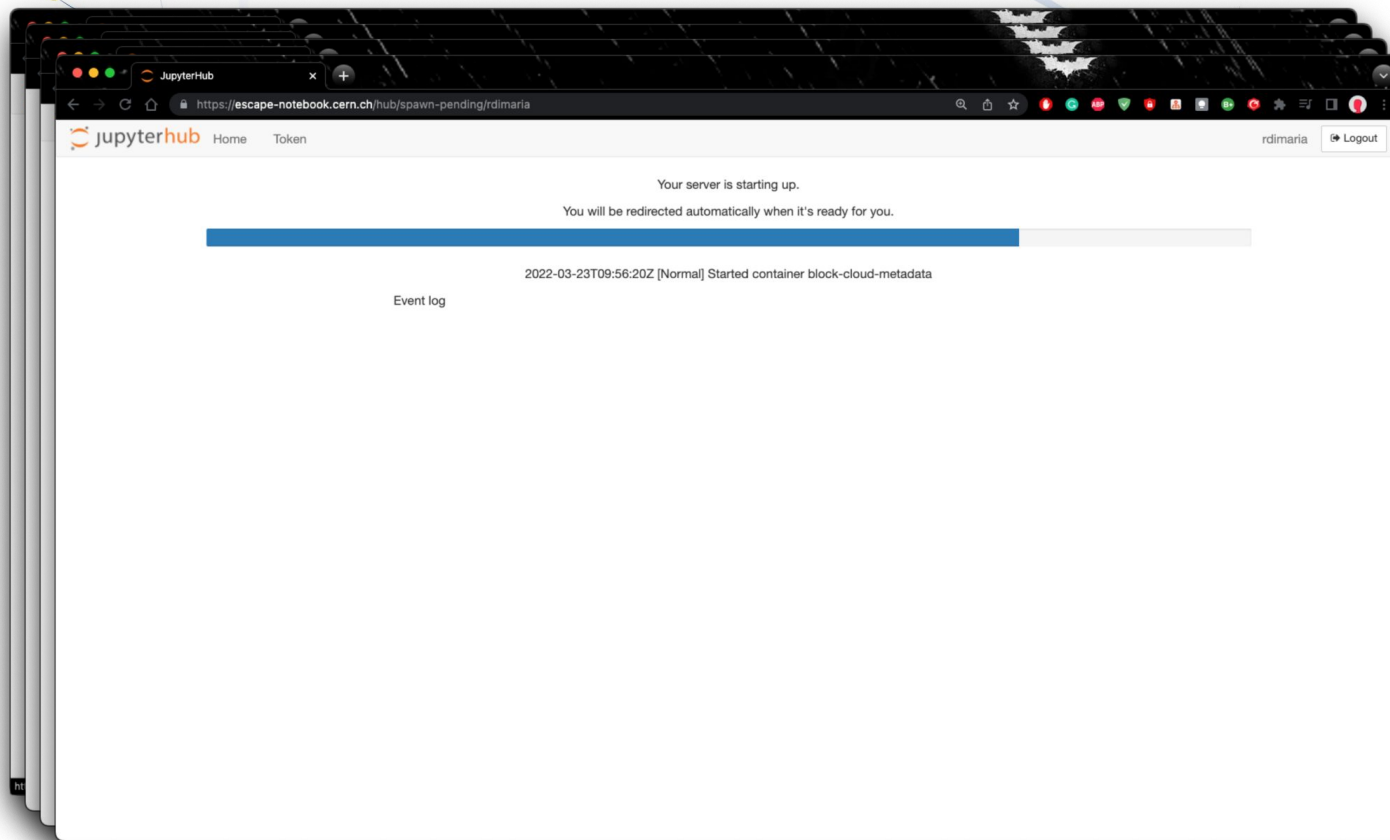 JupyterHub
https://escape-notebook.cern.ch/hub/spawn-pending/rdimaria
jupyterhub Home Token rdimaria Logout
Your server is starting up.
You will be redirected automatically when it's ready for you.
2022-03-23T09:56:20Z [Normal] Started container block-cloud-metadata
Event log